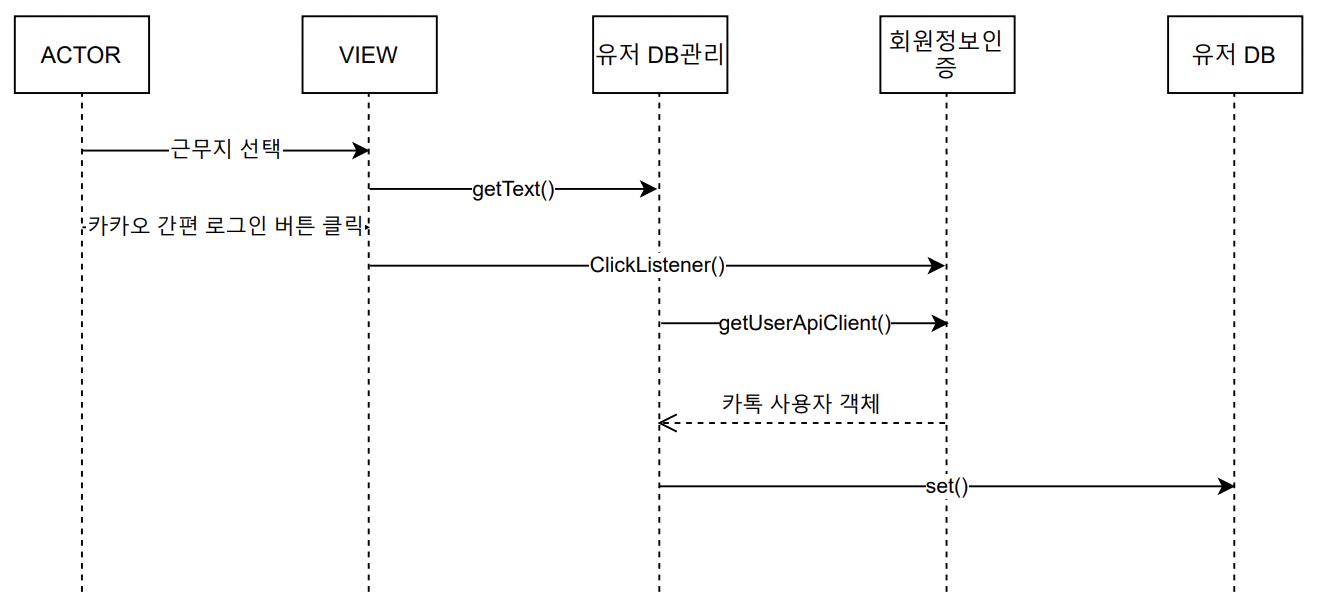 ACTOR
VIEW
유저 DB관리
회원정보인
증
유저 DB
근무지 선택
getText()
카카오 간편 로그인 버튼 클릭
ClickListener()
getUserApiClient()
카톡 사용자 객체
set()